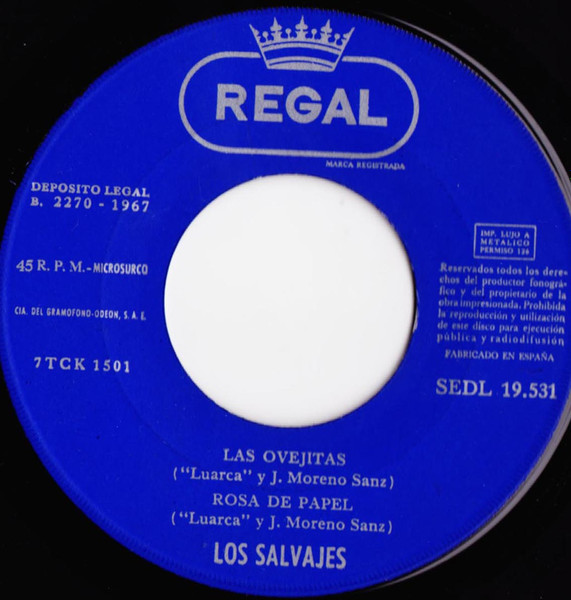 REGAL
MARCA REGISTRADA
DEPOSITO LEGAL
B. 2270 - 1967
45 R. P. M. - MICROSURCO
CIA. DEL GRAMOFONO-ODEON, S. A. E.
7TCK 1501
IMP. LUJO A
METALICO
PERMISO 126
Reservados todos los dere-
chos del productor fonográ-
fico y del propietario de la
obra impresionada. Prohibida
la reproducción y utilización
de este disco para ejecución
pública y radiodifusión
FABRICADO EN ESPAÑA
SEDL 19.531
LAS OVEJITAS
("Luarca" y J. Moreno Sanz)
ROSA DE PAPEL
("Luarca" y J. Moreno Sanz)
LOS SALVAJES